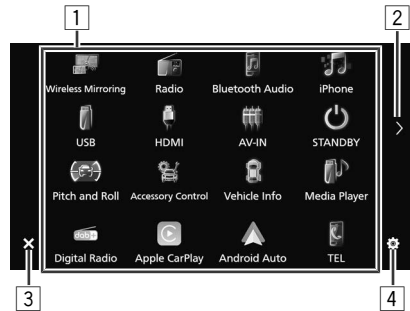 1 2
Wireless Mirroring Radio Bluetooth Audio iPhone
USB HDMI AV-IN STANDBY
Pitch and Roll Accessory Control Vehicle Info Media Player
dab+
Digital Radio Apple CarPlay Android Auto TEL
3 4